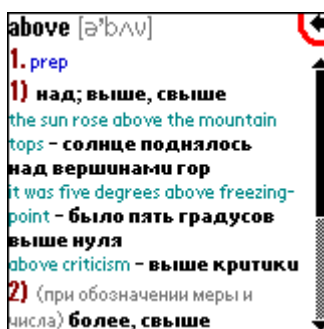 above [ə'bʌv]
1. prep
1) над; выше, свыше
the sun rose above the mountain
tops – солнце поднялось
над вершинами гор
it was five degrees above freezing-
point – было пять градусов
выше нуля
above criticism – выше критики
2) (при обозначении меры и
числа) более, свыше